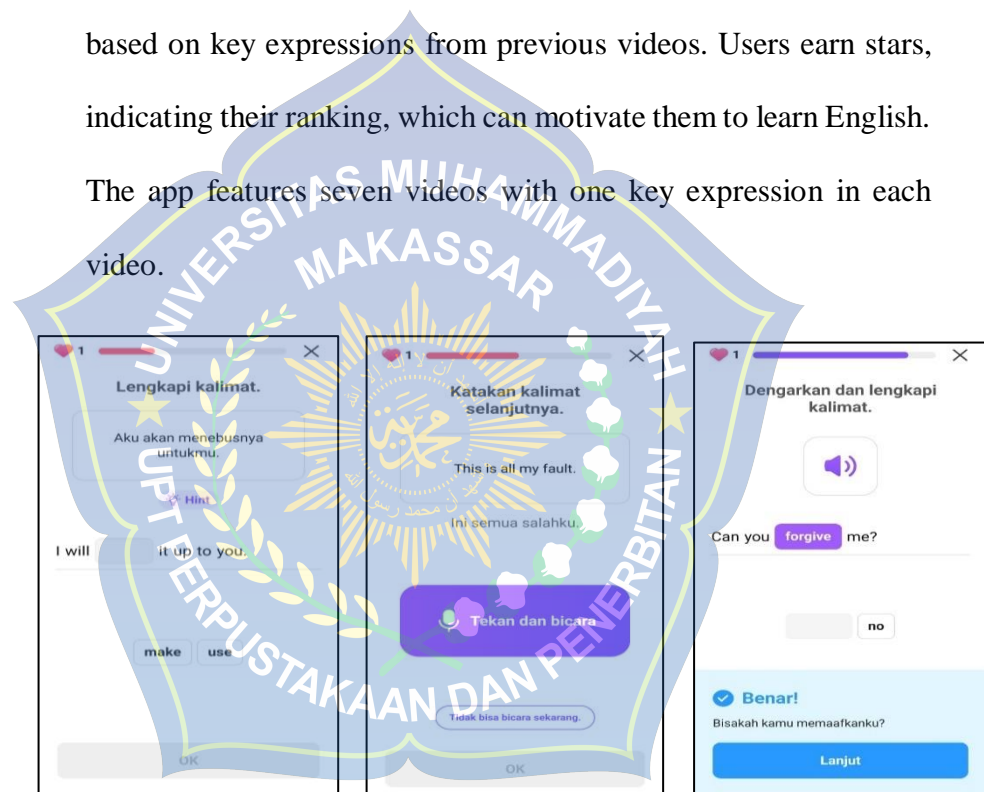 based on key expressions from previous videos. Users earn stars,
indicating their ranking, which can motivate them to learn English.
The app features seven videos with one key expression in each
video.
UNIVERSITAS MUHAMMADIYAH
MAKASSAR
UPT PERPUSTAKAAN DAN PENERBITAN
1
Lengkapi kalimat.
Aku akan menebusnya
untukmu.
Hint
I will it up to you.
make use
OK
1
Katakan kalimat
selanjutnya.
This is all my fault.
Ini semua salahku.
Tekan dan bicara
Tidak bisa bicara sekarang.
OK
1
Dengarkan dan lengkapi
kalimat.
Can you forgive me?
no
Benar!
Bisakah kamu memaafkanku?
Lanjut